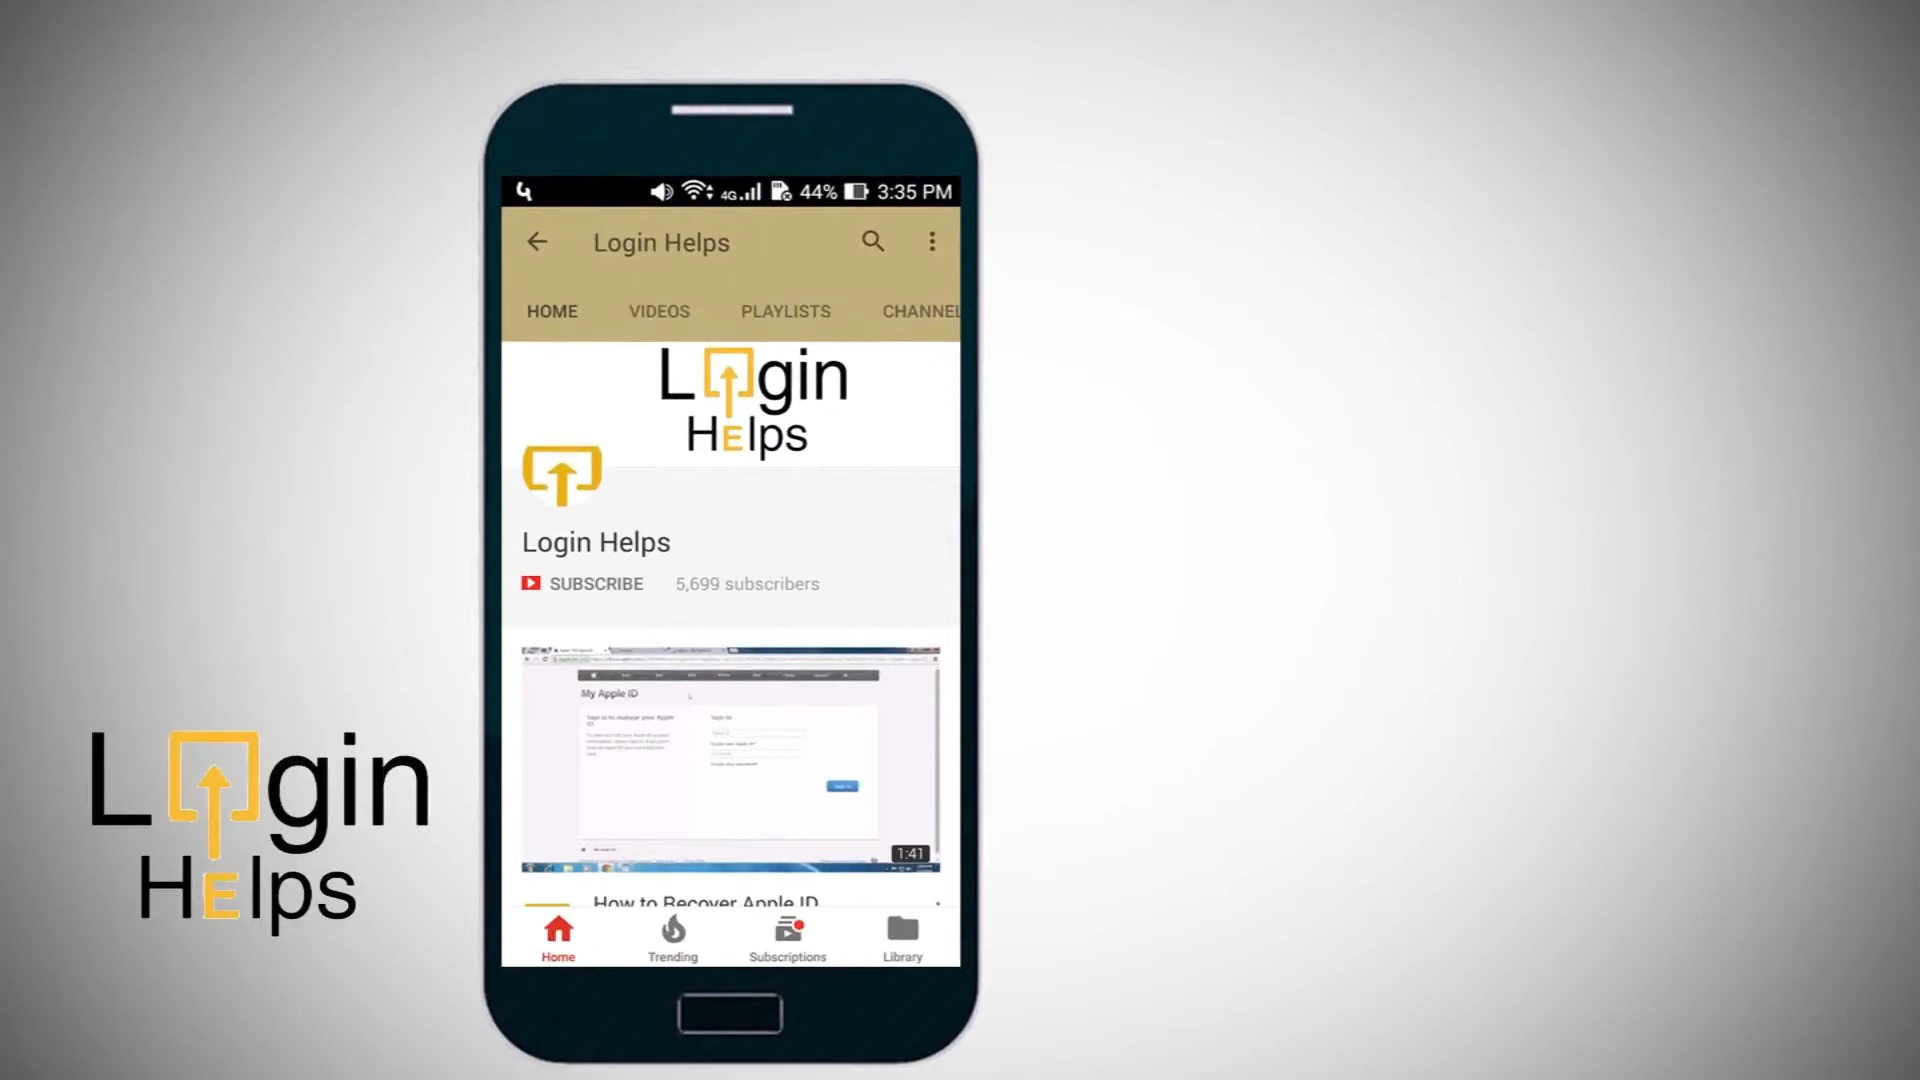 4G 44% 3:35 PM
Login Helps
HOME VIDEOS PLAYLISTS CHANNEL
Login
Helps
Login Helps
SUBSCRIBE 5,699 subscribers
My Apple ID
1:41
How to Recover Apple ID
Home Trending Subscriptions Library
Login
Helps